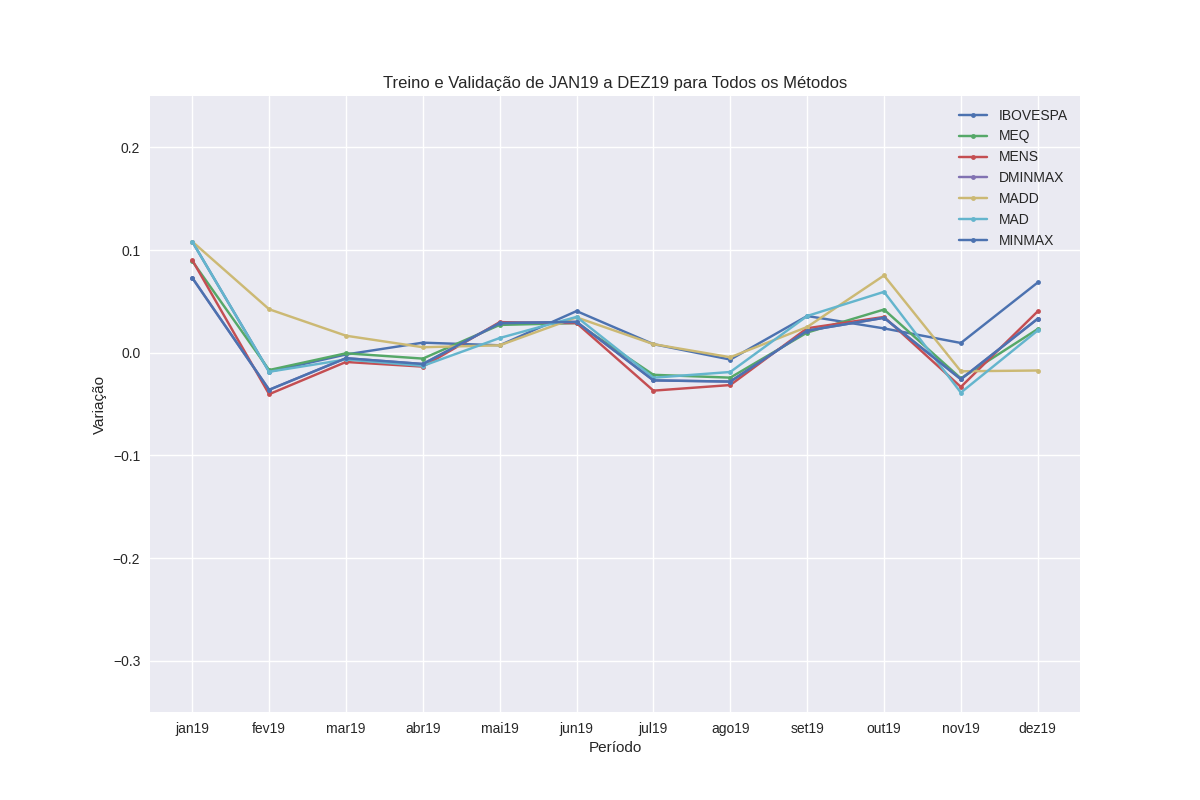 Treino e Validação de JAN19 a DEZ19 para Todos os Métodos
IBOVESPA
MEQ
MENS
DMINMAX
MADD
MAD
MINMAX
0.2
0.1
0.0
−0.1
−0.2
−0.3
Variação
jan19 fev19 mar19 abr19 mai19 jun19 jul19 ago19 set19 out19 nov19 dez19
Período